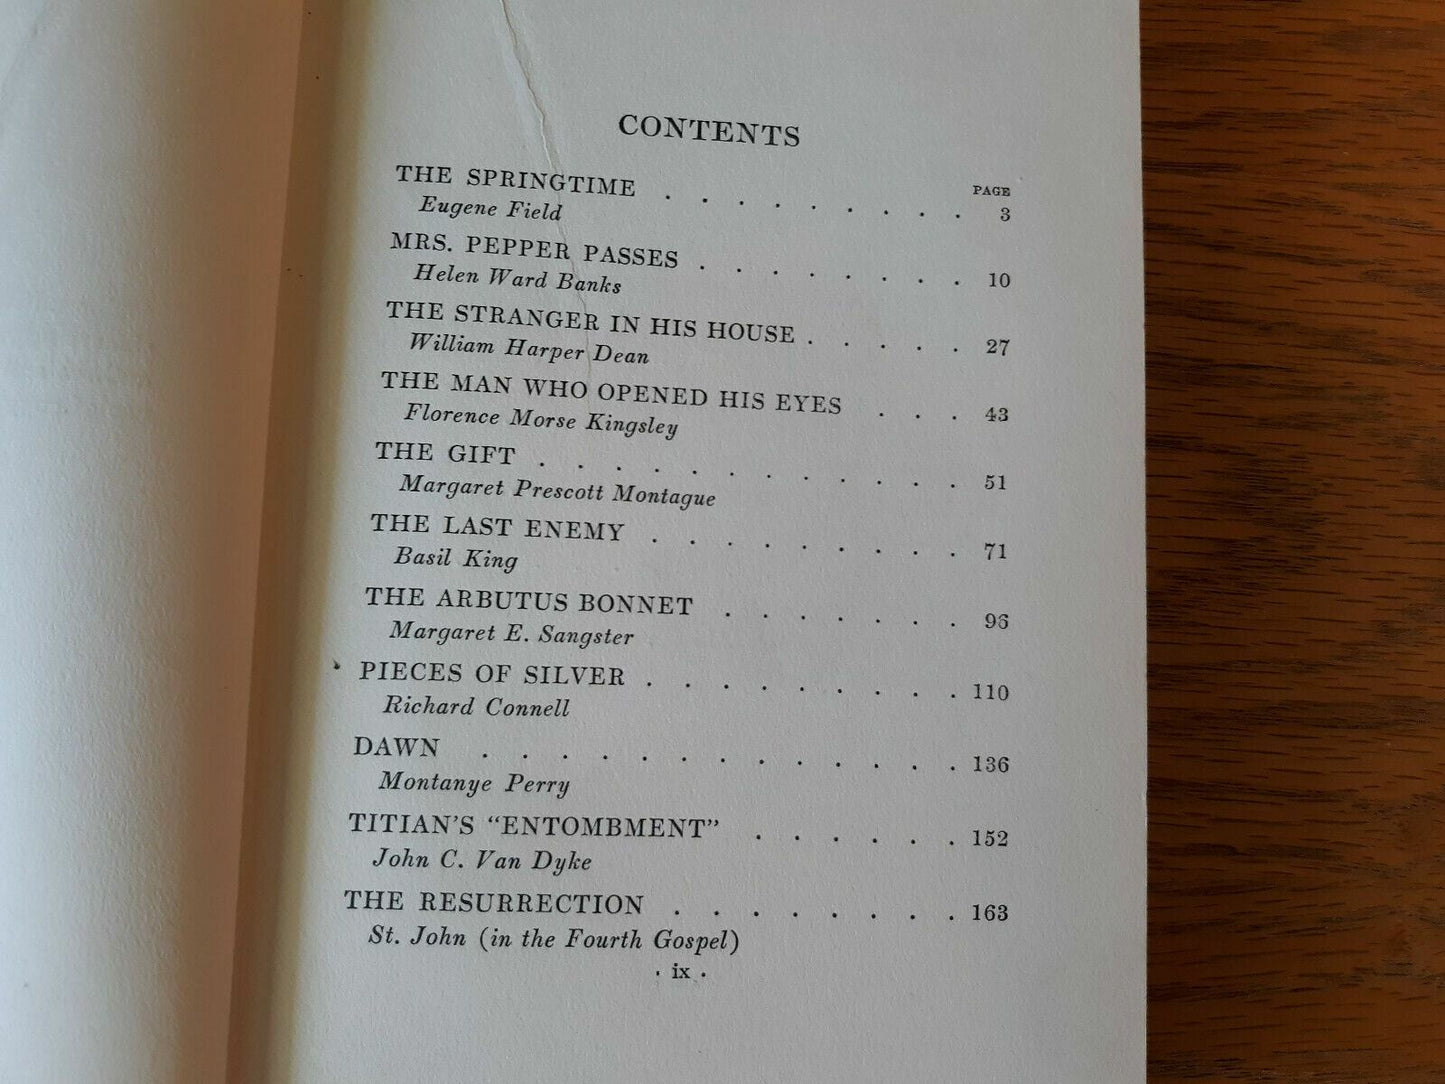 CONTENTS
PAGE
THE SPRINGTIME . . . . . . . . . 3
Eugene Field
MRS. PEPPER PASSES . . . . . . . . 10
Helen Ward Banks
THE STRANGER IN HIS HOUSE . . . . . 27
William Harper Dean
THE MAN WHO OPENED HIS EYES . . . 43
Florence Morse Kingsley
THE GIFT . . . . . . . . . . . . 51
Margaret Prescott Montague
THE LAST ENEMY . . . . . . . . . 71
Basil King
THE ARBUTUS BONNET . . . . . . . 96
Margaret E. Sangster
PIECES OF SILVER . . . . . . . . . 110
Richard Connell
DAWN . . . . . . . . . . . . . 136
Montanye Perry
TITIAN'S "ENTOMBMENT" . . . . . . 152
John C. Van Dyke
THE RESURRECTION . . . . . . . . 163
St. John (in the Fourth Gospel)
· ix ·